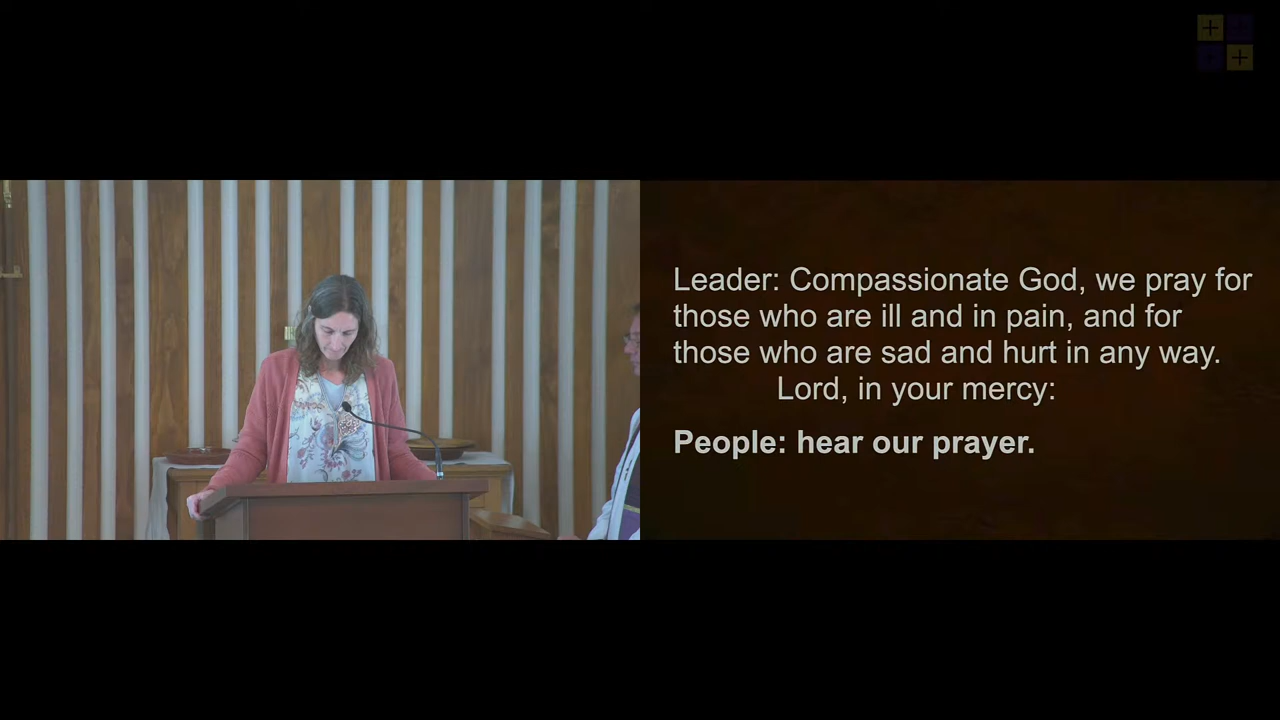 Leader: Compassionate God, we pray for
those who are ill and in pain, and for
those who are sad and hurt in any way.
Lord, in your mercy:
People: hear our prayer.